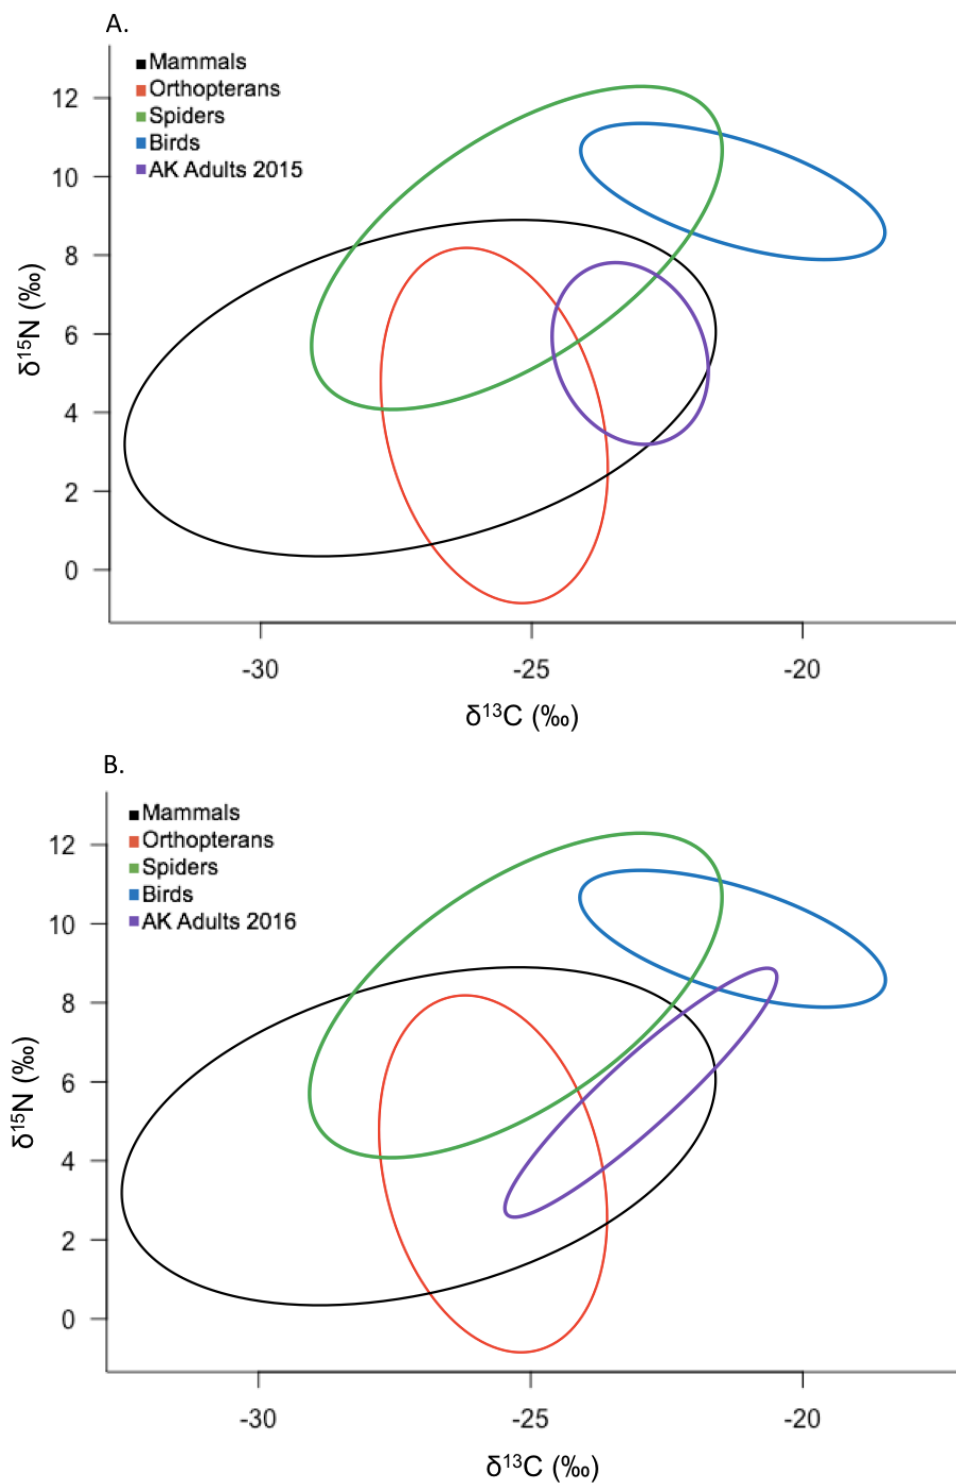 A.
Mammals
Orthopterans
Spiders
Birds
AK Adults 2015
12
10
8
6
4
2
0
δ¹⁵N (‰)
-30 -25 -20
δ¹³C (‰)
B.
Mammals
Orthopterans
Spiders
Birds
AK Adults 2016
12
10
8
6
4
2
0
δ¹⁵N (‰)
-30 -25 -20
δ¹³C (‰)